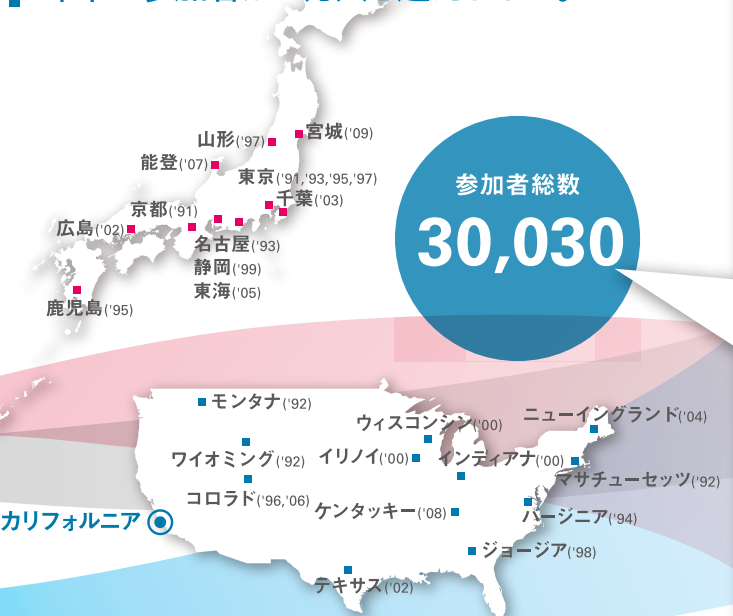 山形('97)
宮城('09)
能登('07)
東京('91,'93,'95,'97)
千葉('03)
京都('91)
広島('02)
名古屋('93)
静岡('99)
東海('05)
鹿児島('95)
参加者総数
30,030
モンタナ('92)
ウィスコンシン('00)
ニューイングランド('04)
ワイオミング('92)
イリノイ('00)
インディアナ('00)
マサチューセッツ('92)
コロラド('96,'06)
ケンタッキー('08)
バージニア('94)
カリフォルニア
ジョージア('98)
テキサス('02)